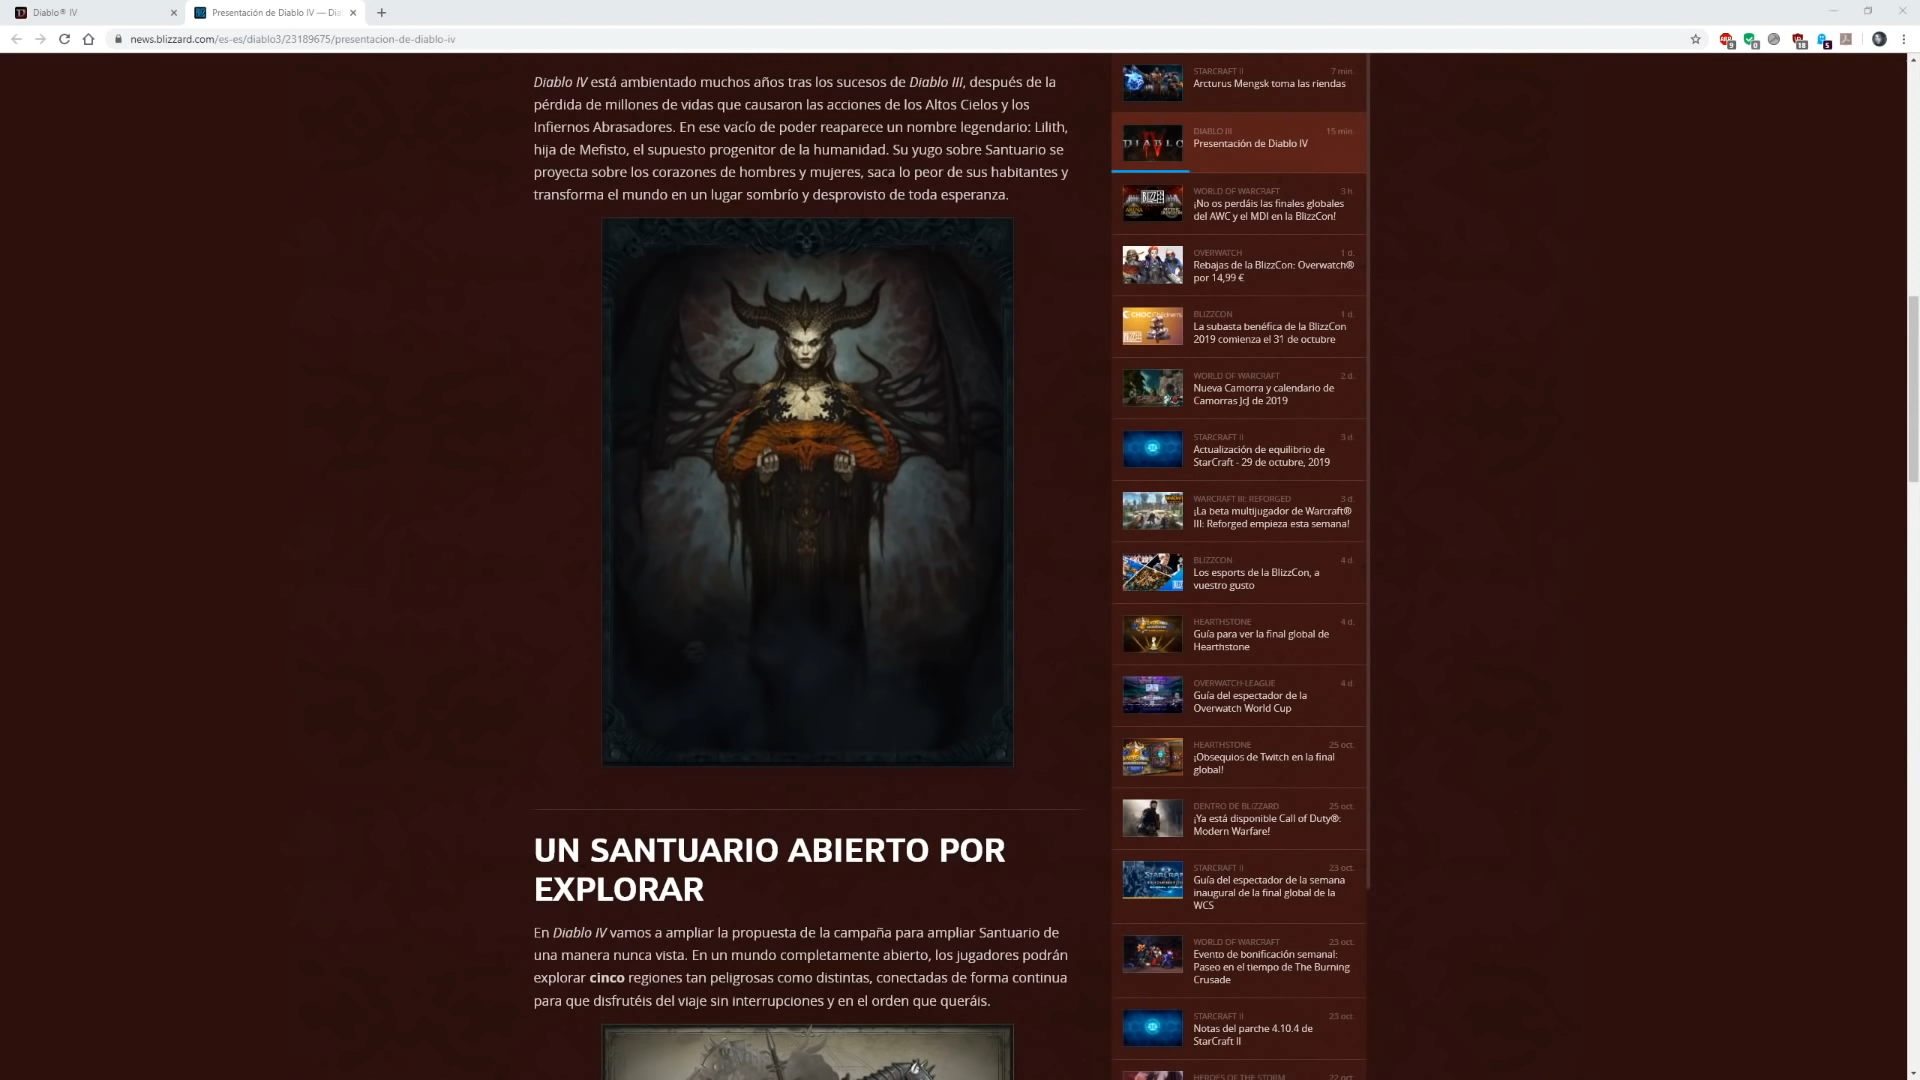 Diablo® IV
Presentación de Diablo IV — Dia
news.blizzard.com/es-es/diablo3/23189675/presentacion-de-diablo-iv
9
0
18
5
Diablo IV está ambientado muchos años tras los sucesos de Diablo III, después de la
pérdida de millones de vidas que causaron las acciones de los Altos Cielos y los
Infiernos Abrasadores. En ese vacío de poder reaparece un nombre legendario: Lilith,
hija de Mefisto, el supuesto progenitor de la humanidad. Su yugo sobre Santuario se
proyecta sobre los corazones de hombres y mujeres, saca lo peor de sus habitantes y
transforma el mundo en un lugar sombrío y desprovisto de toda esperanza.
UN SANTUARIO ABIERTO POR
EXPLORAR
En Diablo IV vamos a ampliar la propuesta de la campaña para ampliar Santuario de
una manera nunca vista. En un mundo completamente abierto, los jugadores podrán
explorar cinco regiones tan peligrosas como distintas, conectadas de forma continua
para que disfrutéis del viaje sin interrupciones y en el orden que queráis.
STARCRAFT II 7 min.
Arcturus Mengsk toma las riendas
DIABLO III 15 min.
DIABLO
IV
Presentación de Diablo IV
WORLD OF WARCRAFT 3 h.
¡No os perdáis las finales globales
del AWC y el MDI en la BlizzCon!
OVERWATCH 1 d.
Rebajas de la BlizzCon: Overwatch®
por 14,99 €
BLIZZCON 1 d.
La subasta benéfica de la BlizzCon
2019 comienza el 31 de octubre
WORLD OF WARCRAFT 2 d.
Nueva Camorra y calendario de
Camorras JcJ de 2019
STARCRAFT II 3 d.
Actualización de equilibrio de
StarCraft - 29 de octubre, 2019
WARCRAFT III: REFORGED 3 d.
¡La beta multijugador de Warcraft®
III: Reforged empieza esta semana!
BLIZZCON 4 d.
Los esports de la BlizzCon, a
vuestro gusto
HEARTHSTONE 4 d.
Guía para ver la final global de
Hearthstone
OVERWATCH-LEAGUE 4 d.
Guía del espectador de la
Overwatch World Cup
HEARTHSTONE 25 oct.
¡Obsequios de Twitch en la final
global!
DENTRO DE BLIZZARD 25 oct.
¡Ya está disponible Call of Duty®:
Modern Warfare!
STARCRAFT II 23 oct.
Guía del espectador de la semana
inaugural de la final global de la
WCS
WORLD OF WARCRAFT 23 oct.
Evento de bonificación semanal:
Paseo en el tiempo de The Burning
Crusade
STARCRAFT II 23 oct.
Notas del parche 4.10.4 de
StarCraft II
HEROES OF THE STORM 22 oct.